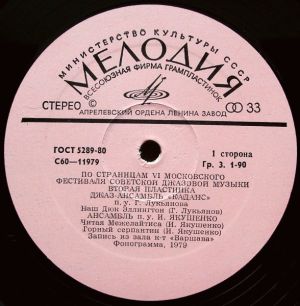 МИНИСТЕРСТВО КУЛЬТУРЫ СССР
МЕЛОДИЯ
ВСЕСОЮЗНАЯ ФИРМА ГРАМПЛАСТИНОК
СТЕРЕО
33
АПРЕЛЕВСКИЙ ОРДЕНА ЛЕНИНА ЗАВОД
ГОСТ 5289-80
1 сторона
С60—11979
Гр. 3. 1-90
ПО СТРАНИЦАМ VI МОСКОВСКОГО
ФЕСТИВАЛЯ СОВЕТСКОЙ ДЖАЗОВОЙ МУЗЫКИ
ВТОРАЯ ПЛАСТИНКА
ДЖАЗ-АНСАМБЛЬ «КАДАНС»
п. у. Г. Лукьянова
Наш Дюк Эллингтон (Г. Лукьянов)
АНСАМБЛЬ п. у. И. ЯКУШЕНКО
Читая Межелайтиса (И. Якушенко)
Горный серпантин (И. Якушенко)
Запись из зала к-т «Варшава»
Фонограмма, 1979